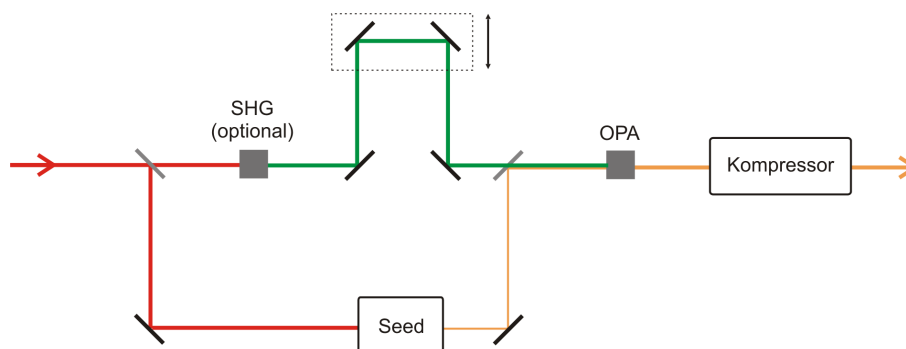 SHG
(optional)
OPA
Kompressor
Seed